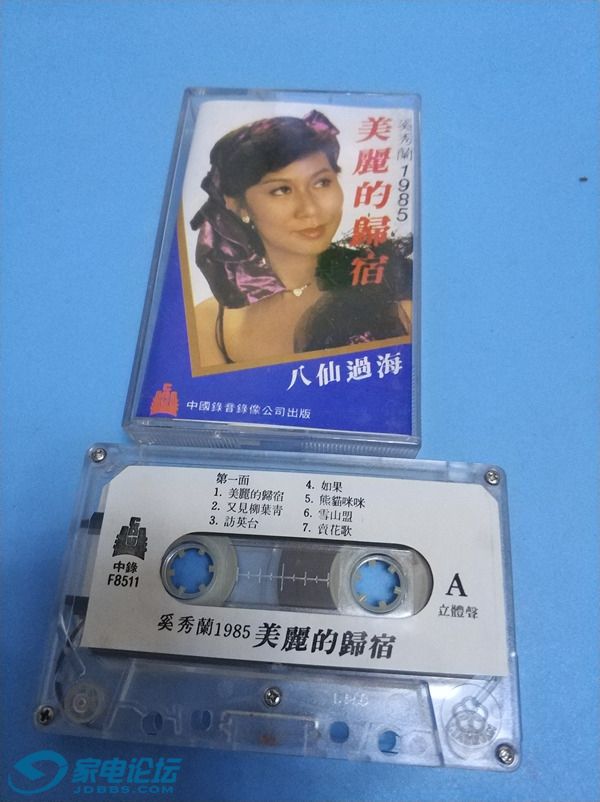 奚秀蘭1985
美麗的歸宿
八仙過海
中國錄音錄像公司出版
第一面
1. 美麗的歸宿
2. 又見柳葉青
3. 訪英台
4. 如果
5. 熊貓咪咪
6. 雪山盟
7. 賣花歌
中錄
F8511
A
立體聲
奚秀蘭1985 美麗的歸宿
家电论坛
JDBBS.COM